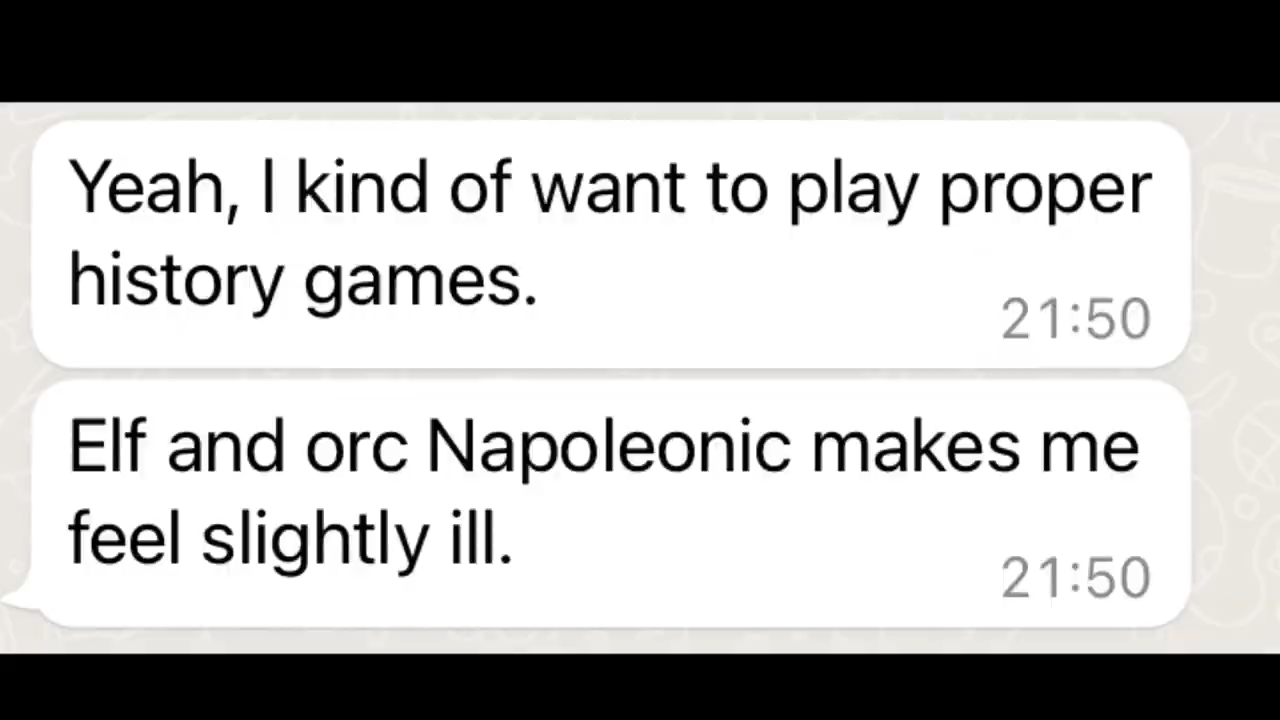 Yeah, I kind of want to play proper
history games.
21:50
Elf and orc Napoleonic makes me
feel slightly ill.
21:50